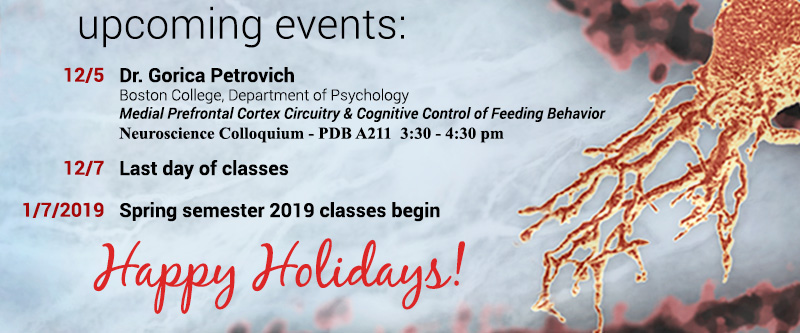 upcoming events:
12/5 Dr. Gorica Petrovich
Boston College, Department of Psychology
Medial Prefrontal Cortex Circuitry & Cognitive Control of Feeding Behavior
Neuroscience Colloquium - PDB A211 3:30 - 4:30 pm
12/7 Last day of classes
1/7/2019 Spring semester 2019 classes begin
Happy Holidays!